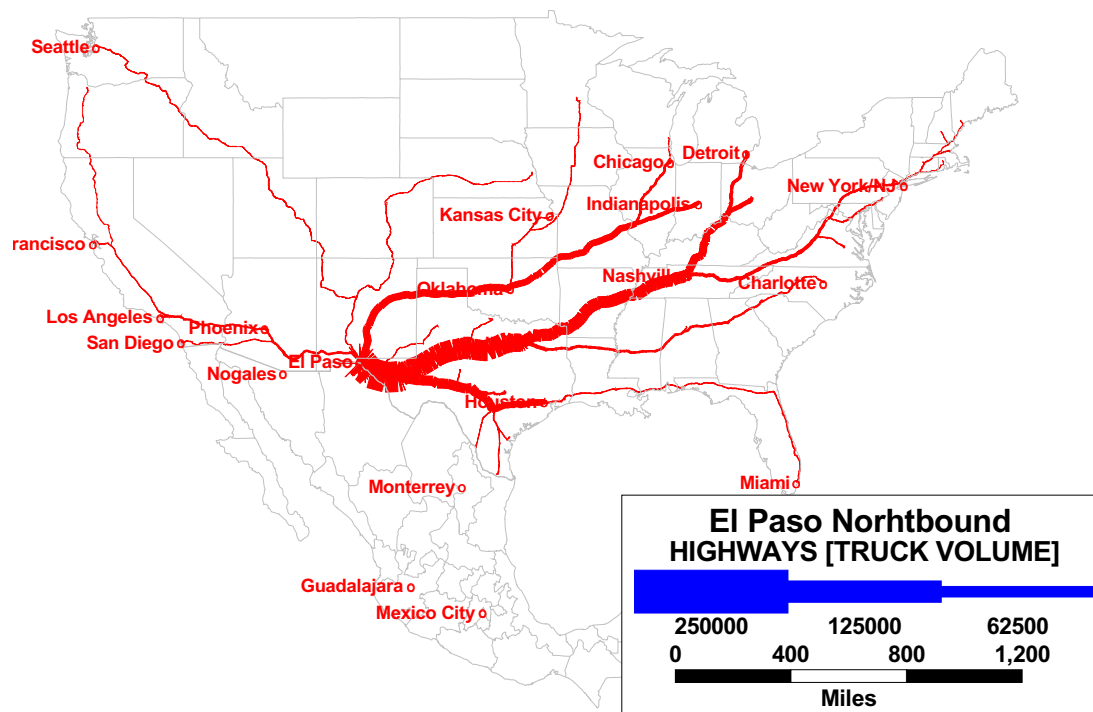 Seattle
Chicago
Detroit
New York/NJ
Kansas City
Indianapolis
rancisco
Oklahoma
Nashvill
Charlotte
Los Angeles
Phoenix
San Diego
El Paso
Nogales
Houston
Monterrey
Miami
Guadalajara
Mexico City
El Paso Norhtbound
HIGHWAYS [TRUCK VOLUME]
250000 125000 62500
0 400 800 1,200
Miles